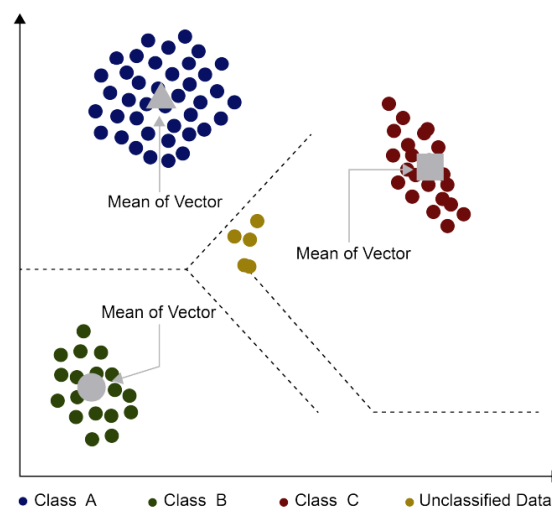 Mean of Vector
Mean of Vector
Mean of Vector
Class A
Class B
Class C
Unclassified Data